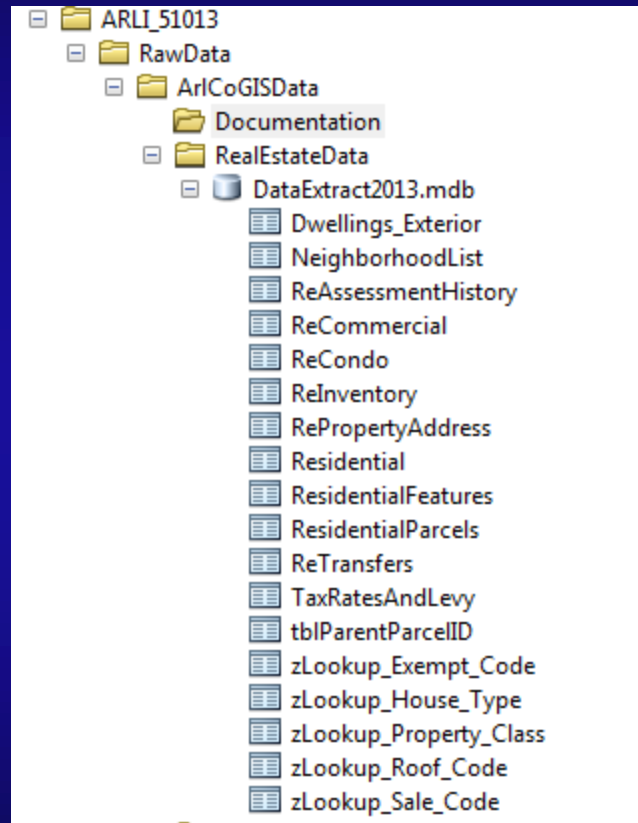 ARLI_51013
RawData
ArlCoGISData
Documentation
RealEstateData
DataExtract2013.mdb
Dwellings_Exterior
NeighborhoodList
ReAssessmentHistory
ReCommercial
ReCondo
ReInventory
RePropertyAddress
Residential
ResidentialFeatures
ResidentialParcels
ReTransfers
TaxRatesAndLevy
tblParentParcelID
zLookup_Exempt_Code
zLookup_House_Type
zLookup_Property_Class
zLookup_Roof_Code
zLookup_Sale_Code